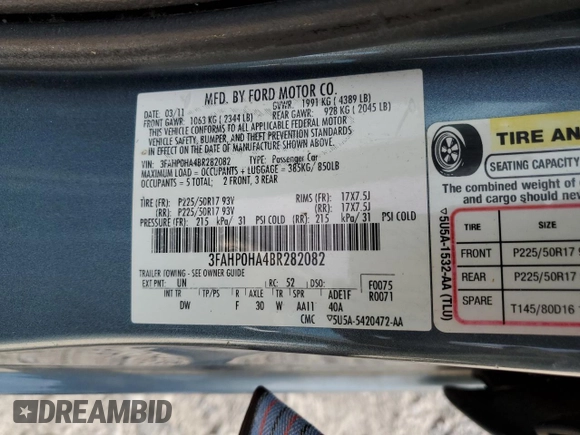 MFD. BY FORD MOTOR CO.
DATE: 03/11 GVWR: 1991 KG ( 4389 LB)
FRONT GAWR: 1063 KG ( 2344 LB) REAR GAWR: 928 KG ( 2045 LB)
THIS VEHICLE CONFORMS TO ALL APPLICABLE FEDERAL MOTOR
VEHICLE SAFETY, BUMPER, AND THEFT PREVENTION STANDARDS
IN EFFECT ON THE DATE OF MANUFACTURE SHOWN ABOVE.
VIN: 3FAHP0HA4BR282082 TYPE: Passenger Car
MAXIMUM LOAD = OCCUPANTS + LUGGAGE = 385KG/ 850LB
OCCUPANTS = 5 TOTAL; 2 FRONT, 3 REAR
TIRE (FR): P225/50R17 93V RIMS (FR): 17X7.5J
(RR): P225/50R17 93V (RR): 17X7.5J
PRESSURE (FR): 215 kPa/ 31 PSI COLD (RR): 215 kPa/ 31 PSI COLD
3FAHP0HA4BR282082
TRAILER TOWING - SEE OWNER GUIDE
EXT PNT: UN RC: 52 DSO: F0075
R0071
INT TR TP/PS R AXLE TR SPR ADE1F
DW F 30 W AA11 40A
CMC ▽5U5A-5420472-AA
TIRE AN
SEATING CAPACITY
The combined weight of
and cargo should neve
▽5U5A-1532-AA (TLU)
TIRE SIZE
FRONT P225/50R17
REAR P225/50R17
SPARE T145/80D16
DREAMBID